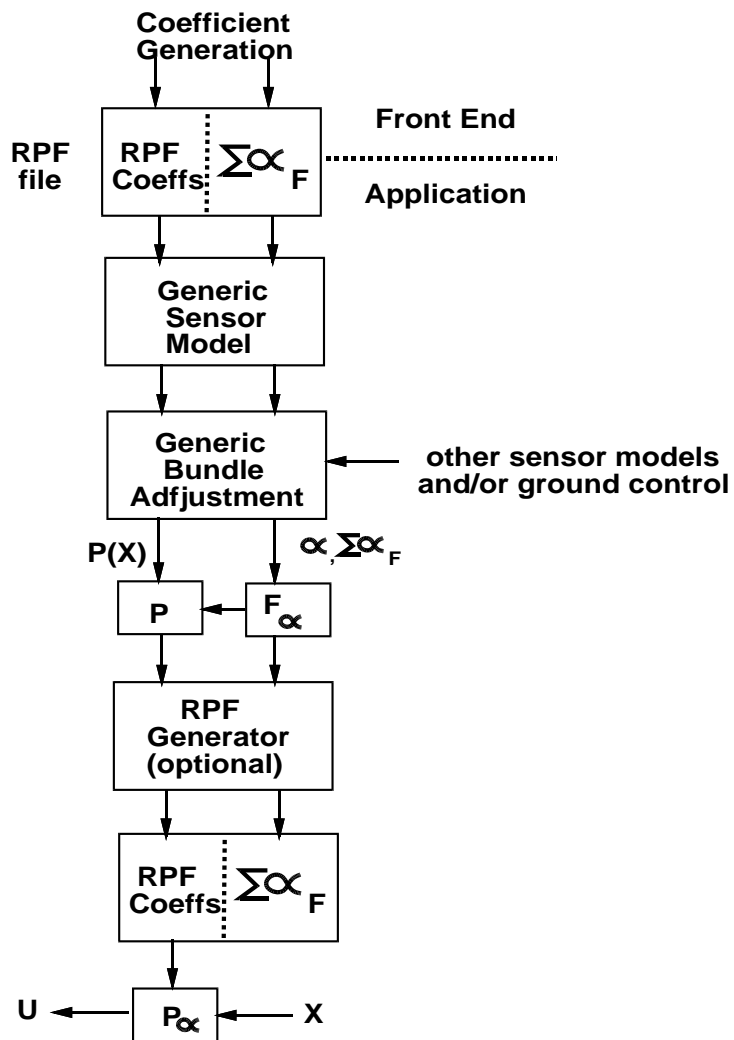 Coefficient
Generation
RPF
file
RPF
Coeffs
Σ∝F
Front End
Application
Generic
Sensor
Model
Generic
Bundle
Adfjustment
other sensor models
and/or ground control
P(X)
∝,Σ∝F
P
F∝
RPF
Generator
(optional)
RPF
Coeffs
Σ∝F
U
P∝
X